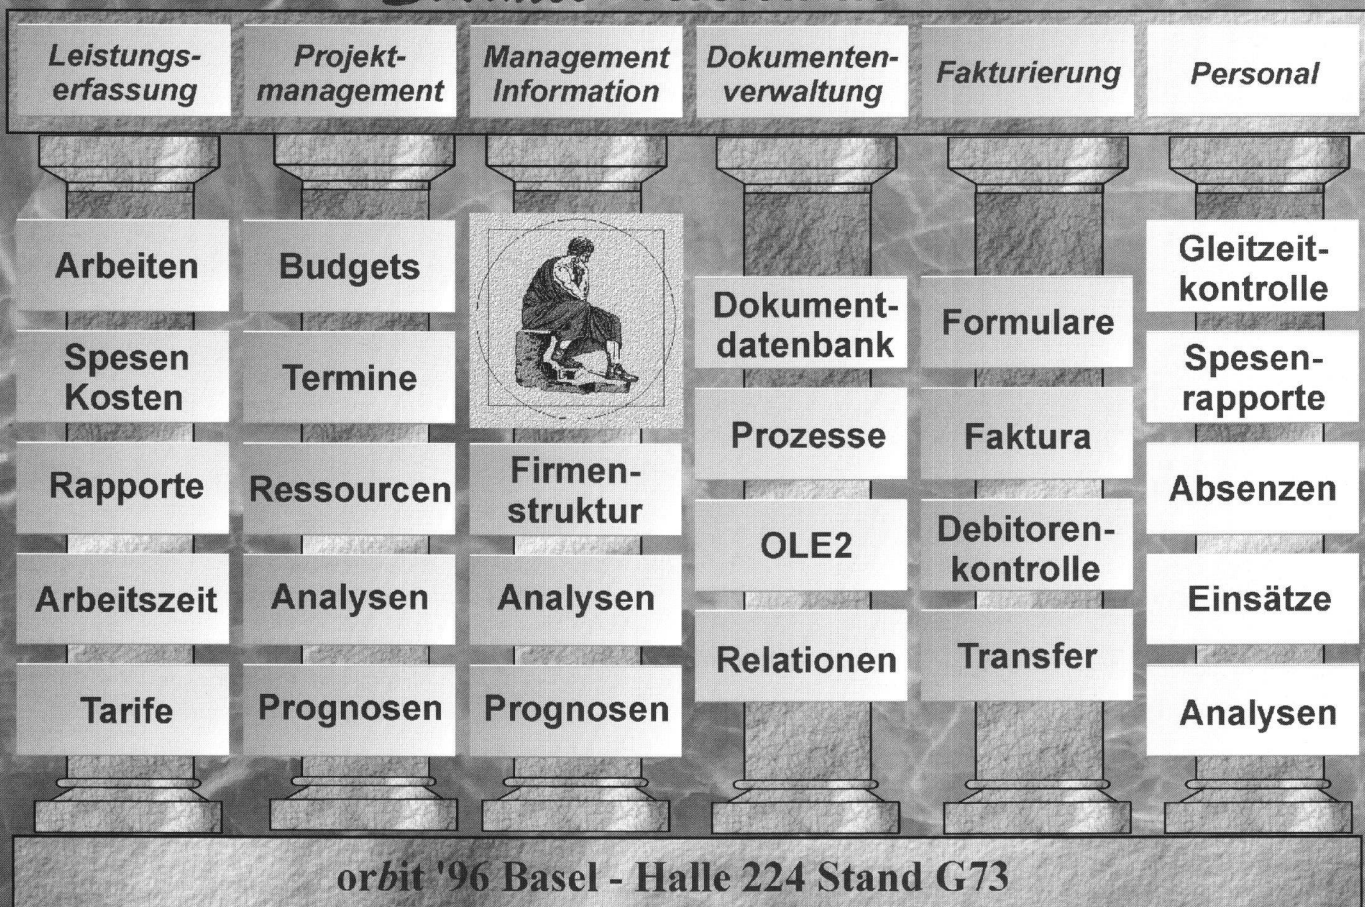 Leistungs-
erfassung
Projekt-
management
Management
Information
Dokumenten-
verwaltung
Fakturierung
Personal
Arbeiten
Spesen
Kosten
Rapporte
Arbeitszeit
Tarife
Budgets
Termine
Ressourcen
Analysen
Prognosen
Firmen-
struktur
Analysen
Prognosen
Dokument-
datenbank
Prozesse
OLE2
Relationen
Formulare
Faktura
Debitoren-
kontrolle
Transfer
Gleitzeit-
kontrolle
Spesen-
rapporte
Absenzen
Einsätze
Analysen
orbit '96 Basel - Halle 224 Stand G73